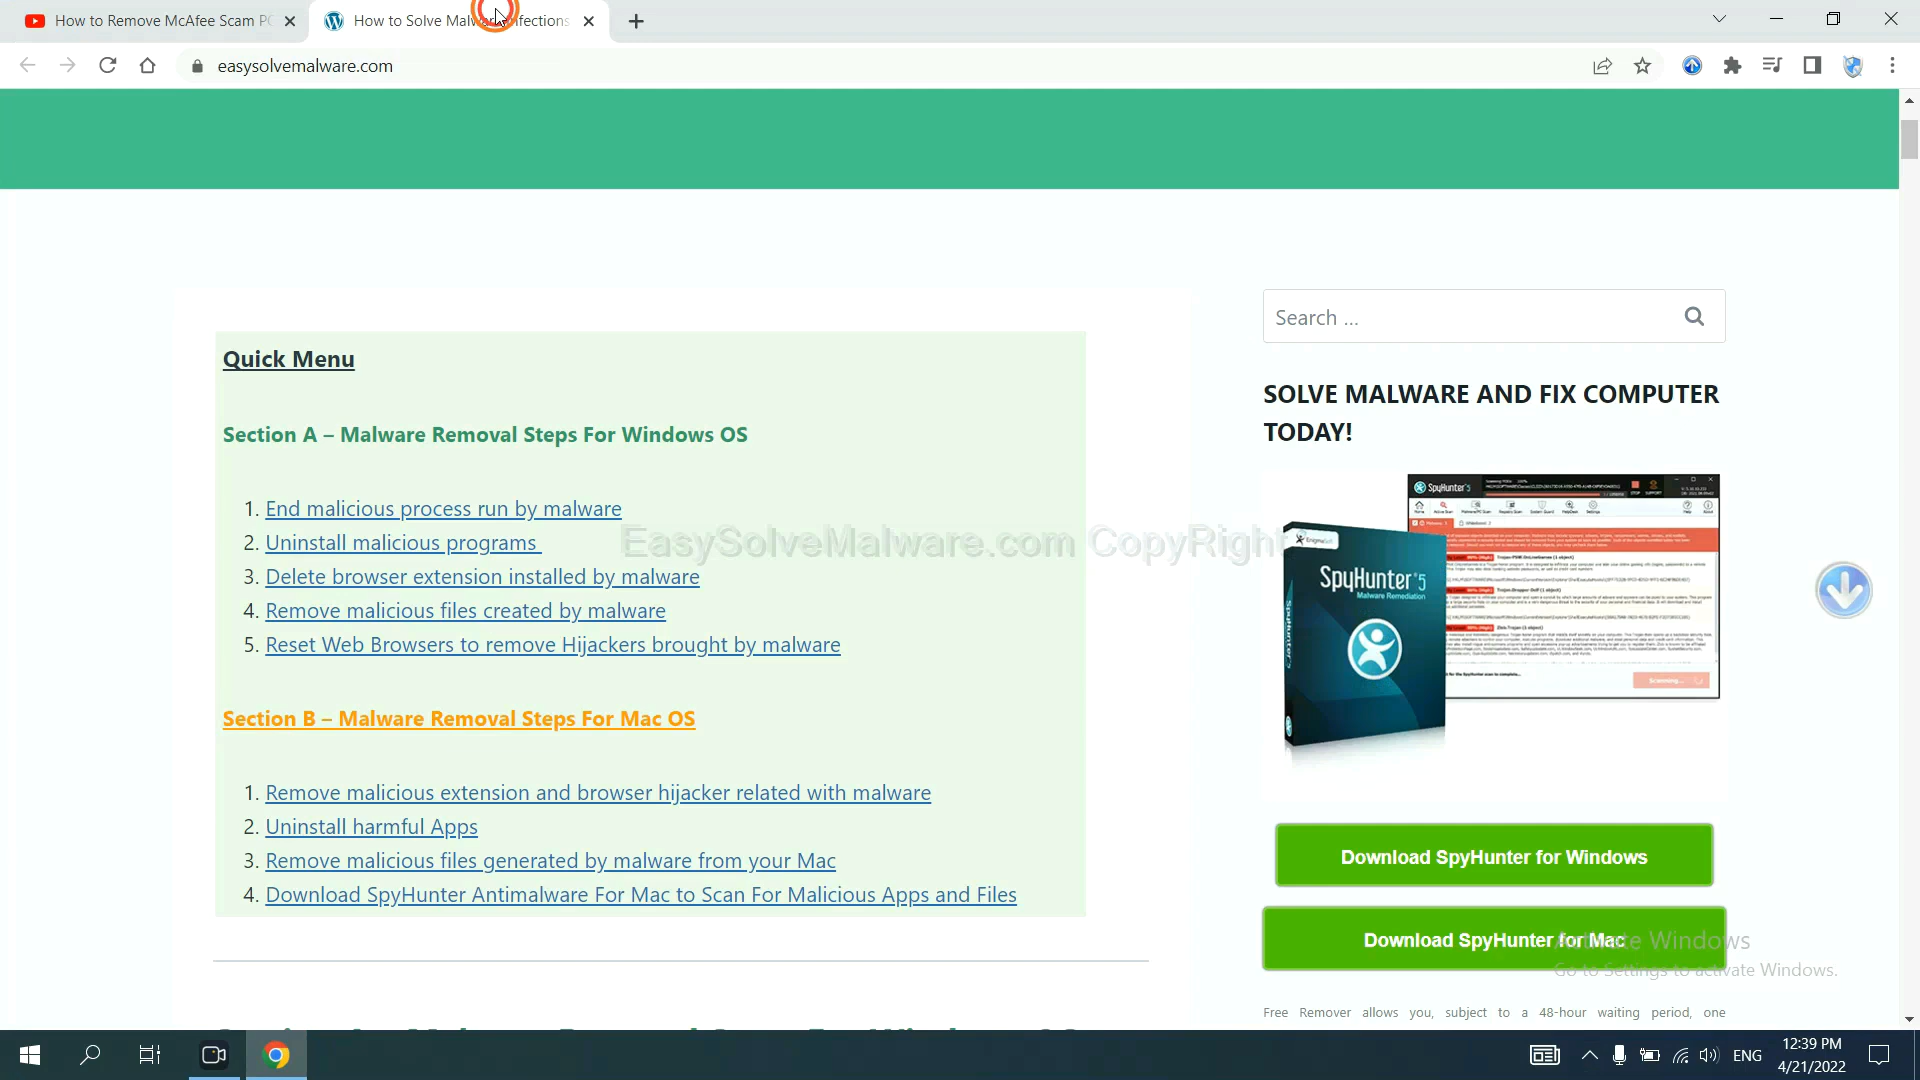 How to Remove McAfee Scam P
How to Solve Malware Infections
easysolvemalware.com
Quick Menu
Section A – Malware Removal Steps For Windows OS
1. End malicious process run by malware
2. Uninstall malicious programs
3. Delete browser extension installed by malware
4. Remove malicious files created by malware
5. Reset Web Browsers to remove Hijackers brought by malware
Section B – Malware Removal Steps For Mac OS
1. Remove malicious extension and browser hijacker related with malware
2. Uninstall harmful Apps
3. Remove malicious files generated by malware from your Mac
4. Download SpyHunter Antimalware For Mac to Scan For Malicious Apps and Files
EasySolveMalware.com CopyRight
Search ...
SOLVE MALWARE AND FIX COMPUTER
TODAY!
EnigmaSoft
SpyHunter 5
Malware Remediation
SpyHunter 5
Scanning...
Download SpyHunter for Windows
Download SpyHunter for Mac
Activate Windows
Go to Settings to activate Windows.
Free Remover allows you, subject to a 48-hour waiting period, one
ENG
12:39 PM
4/21/2022